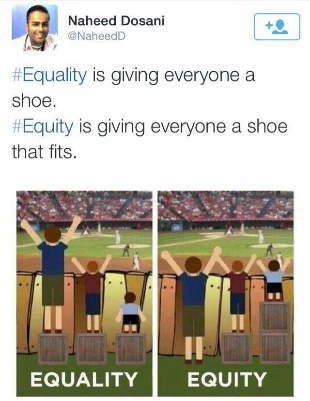 Naheed Dosani
@NaheedD
#Equality is giving everyone a
shoe.
#Equity is giving everyone a shoe
that fits.
EQUALITY
EQUITY